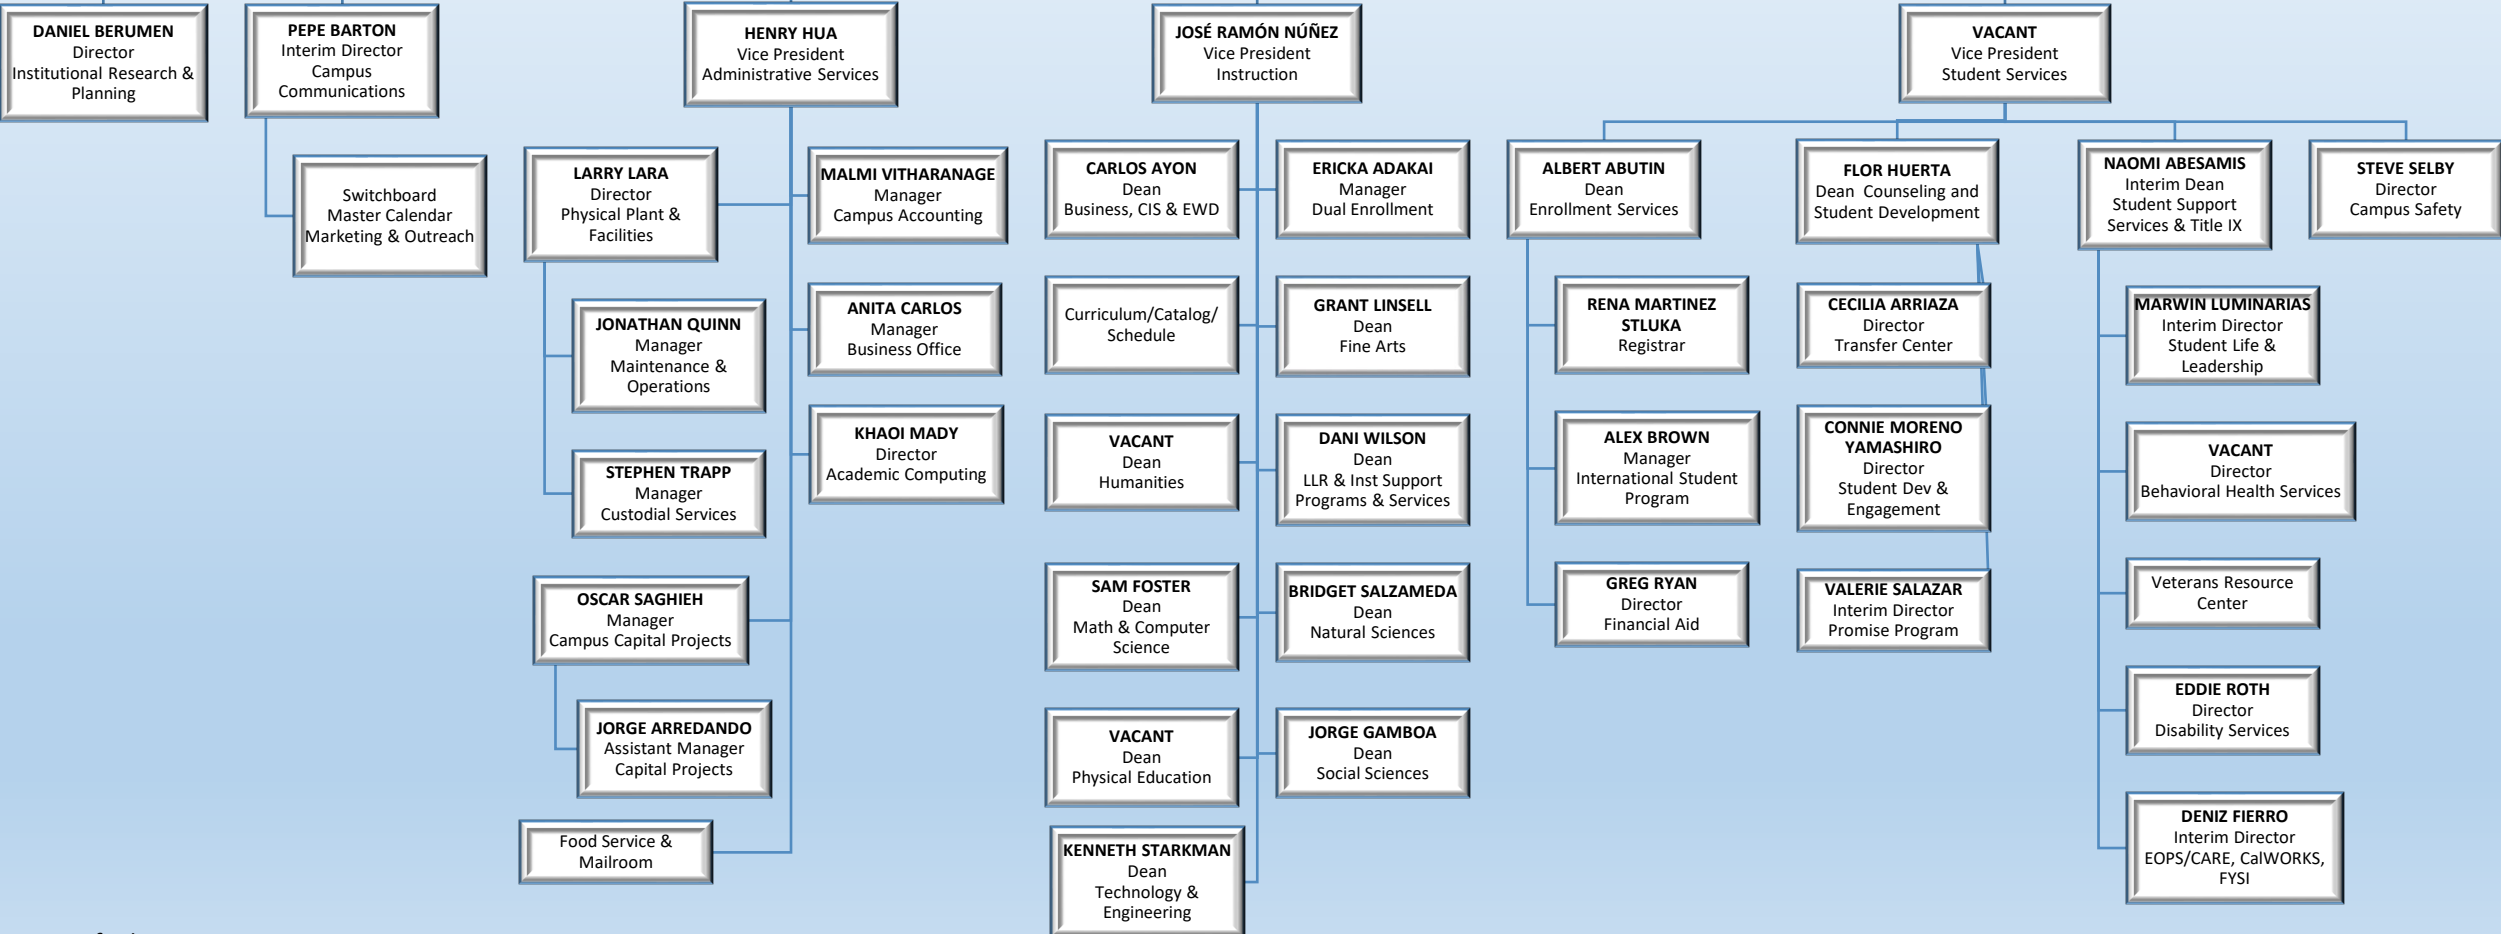 DANIEL BERUMEN
Director
Institutional Research &
Planning
PEPE BARTON
Interim Director
Campus
Communications
Switchboard
Master Calendar
Marketing & Outreach
HENRY HUA
Vice President
Administrative Services
LARRY LARA
Director
Physical Plant &
Facilities
JONATHAN QUINN
Manager
Maintenance &
Operations
STEPHEN TRAPP
Manager
Custodial Services
OSCAR SAGHIEH
Manager
Campus Capital Projects
JORGE ARREDANDO
Assistant Manager
Capital Projects
Food Service &
Mailroom
MALMI VITHARANAGE
Manager
Campus Accounting
ANITA CARLOS
Manager
Business Office
KHAOI MADY
Director
Academic Computing
JOSÉ RAMÓN NÚÑEZ
Vice President
Instruction
CARLOS AYON
Dean
Business, CIS & EWD
Curriculum/Catalog/
Schedule
VACANT
Dean
Humanities
SAM FOSTER
Dean
Math & Computer
Science
VACANT
Dean
Physical Education
KENNETH STARKMAN
Dean
Technology &
Engineering
ERICKA ADAKAI
Manager
Dual Enrollment
GRANT LINSELL
Dean
Fine Arts
DANI WILSON
Dean
LLR & Inst Support
Programs & Services
BRIDGET SALZAMEDA
Dean
Natural Sciences
JORGE GAMBOA
Dean
Social Sciences
VACANT
Vice President
Student Services
ALBERT ABUTIN
Dean
Enrollment Services
RENA MARTINEZ
STLUKA
Registrar
ALEX BROWN
Manager
International Student
Program
GREG RYAN
Director
Financial Aid
FLOR HUERTA
Dean Counseling and
Student Development
CECILIA ARRIAZA
Director
Transfer Center
CONNIE MORENO
YAMASHIRO
Director
Student Dev &
Engagement
VALERIE SALAZAR
Interim Director
Promise Program
NAOMI ABESAMIS
Interim Dean
Student Support
Services & Title IX
MARWIN LUMINARIAS
Interim Director
Student Life &
Leadership
VACANT
Director
Behavioral Health Services
Veterans Resource
Center
EDDIE ROTH
Director
Disability Services
DENIZ FIERRO
Interim Director
EOPS/CARE, CalWORKS,
FYSI
STEVE SELBY
Director
Campus Safety